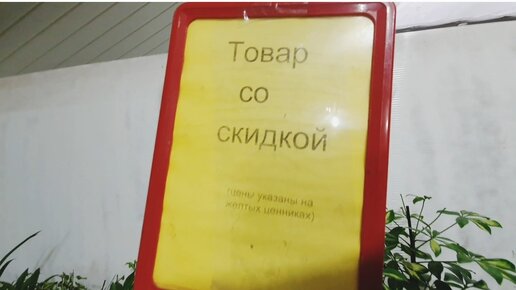 Товар
со
скидкой
(цены указаны на
желтых ценниках)